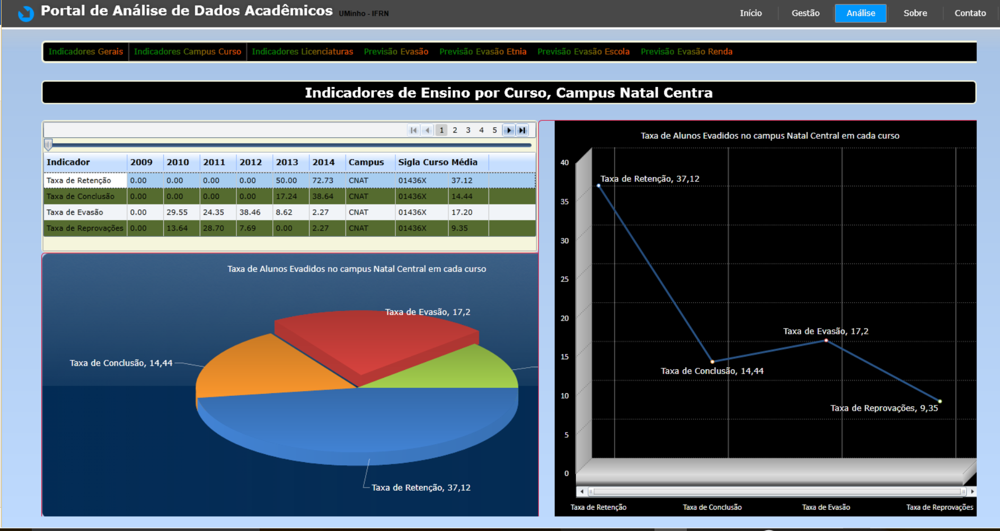 Portal de Análise de Dados Acadêmicos UMinho - IFRN
Início Gestão Análise Sobre Contato
Indicadores Gerais Indicadores Campus Curso Indicadores Licenciaturas Previsão Evasão Previsão Evasão Etnia Previsão Evasão Escola Previsão Evasão Renda
Indicadores de Ensino por Curso, Campus Natal Centra
1 2 3 4 5
Indicador 2009 2010 2011 2012 2013 2014 Campus Sigla Curso Média
Taxa de Retenção 0.00 0.00 0.00 0.00 50.00 72.73 CNAT 01436X 37.12
Taxa de Conclusão 0.00 0.00 0.00 0.00 17.24 38.64 CNAT 01436X 14.44
Taxa de Evasão 0.00 29.55 24.35 38.46 8.62 2.27 CNAT 01436X 17.20
Taxa de Reprovações 0.00 13.64 28.70 7.69 0.00 2.27 CNAT 01436X 9.35
Taxa de Alunos Evadidos no campus Natal Central em cada curso
Taxa de Evasão, 17,2
Taxa de Conclusão, 14,44
Taxa de Retenção, 37,12
Taxa de Alunos Evadidos no campus Natal Central em cada curso
40
35
30
25
20
15
10
5
0
Taxa de Retenção, 37,12
Taxa de Evasão, 17,2
Taxa de Conclusão, 14,44
Taxa de Reprovações, 9,35
Taxa de Retenção Taxa de Conclusão Taxa de Evasão Taxa de Reprovações